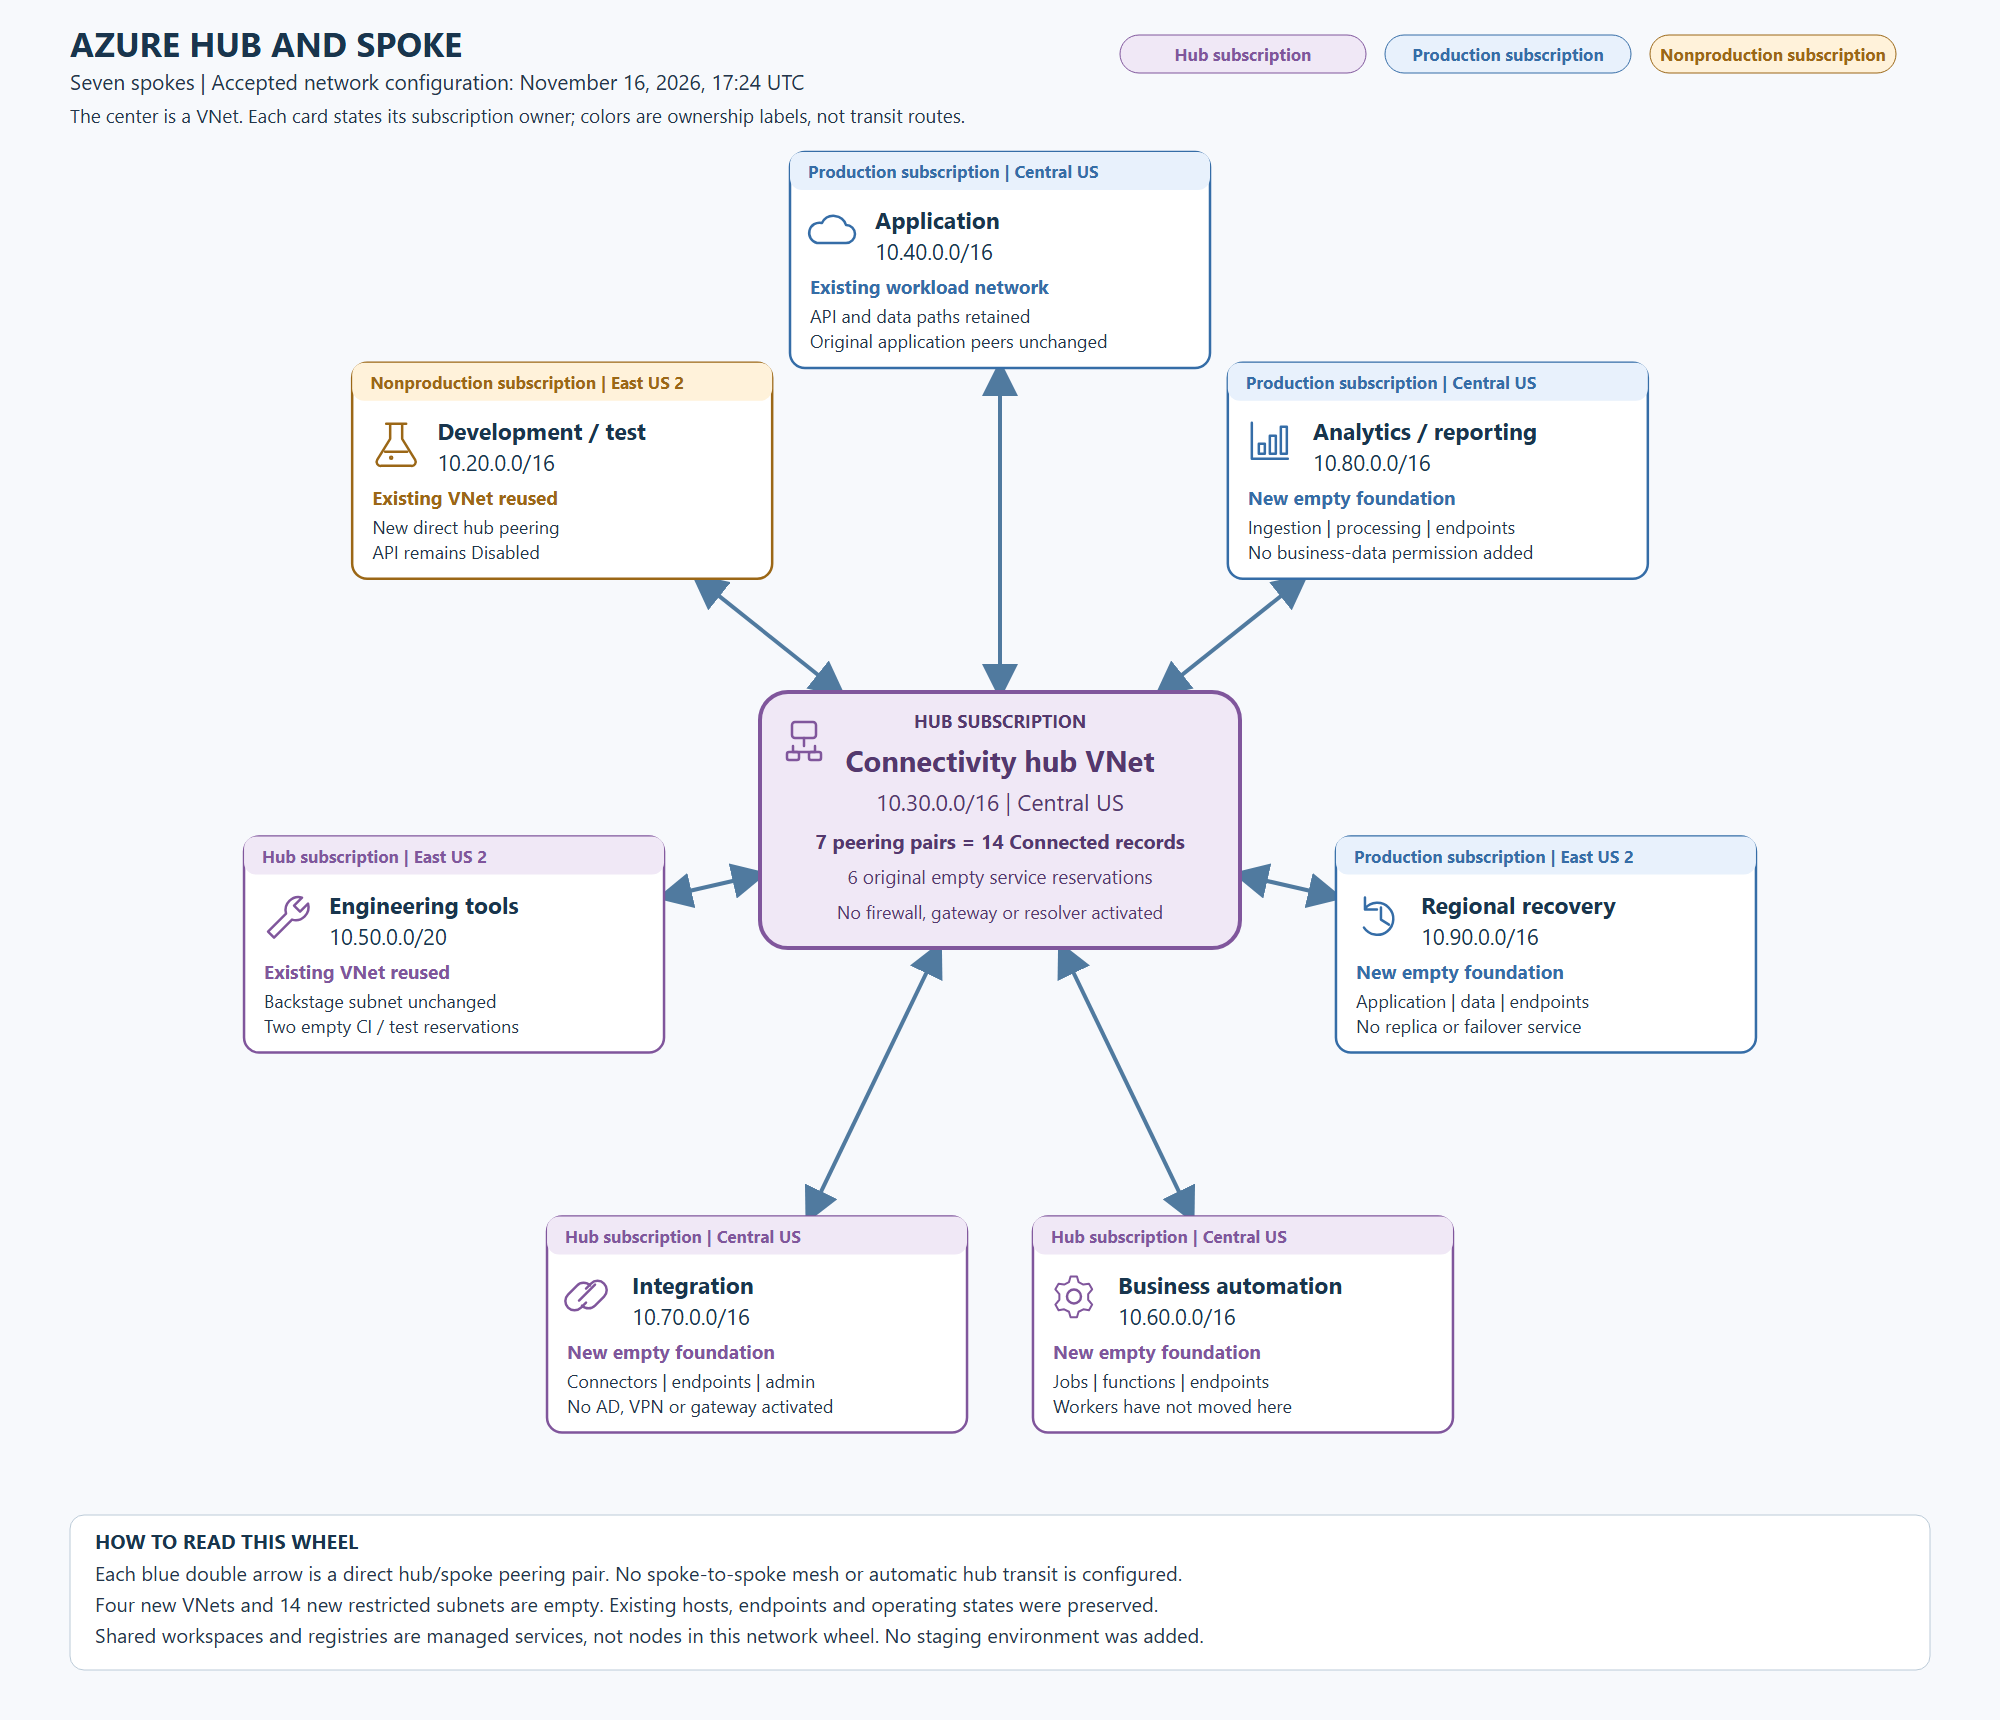 AZURE HUB AND SPOKE
Seven spokes | Accepted network configuration: November 16, 2026, 17:24 UTC
The center is a VNet. Each card states its subscription owner; colors are ownership labels, not transit routes.
Hub subscription
Production subscription
Nonproduction subscription
Production subscription | Central US
Application
10.40.0.0/16
Existing workload network
API and data paths retained
Original application peers unchanged
Nonproduction subscription | East US 2
Development / test
10.20.0.0/16
Existing VNet reused
New direct hub peering
API remains Disabled
Production subscription | Central US
Analytics / reporting
10.80.0.0/16
New empty foundation
Ingestion | processing | endpoints
No business-data permission added
HUB SUBSCRIPTION
Connectivity hub VNet
10.30.0.0/16 | Central US
7 peering pairs = 14 Connected records
6 original empty service reservations
No firewall, gateway or resolver activated
Hub subscription | East US 2
Engineering tools
10.50.0.0/20
Existing VNet reused
Backstage subnet unchanged
Two empty CI / test reservations
Production subscription | East US 2
Regional recovery
10.90.0.0/16
New empty foundation
Application | data | endpoints
No replica or failover service
Hub subscription | Central US
Integration
10.70.0.0/16
New empty foundation
Connectors | endpoints | admin
No AD, VPN or gateway activated
Hub subscription | Central US
Business automation
10.60.0.0/16
New empty foundation
Jobs | functions | endpoints
Workers have not moved here
HOW TO READ THIS WHEEL
Each blue double arrow is a direct hub/spoke peering pair. No spoke-to-spoke mesh or automatic hub transit is configured.
Four new VNets and 14 new restricted subnets are empty. Existing hosts, endpoints and operating states were preserved.
Shared workspaces and registries are managed services, not nodes in this network wheel. No staging environment was added.